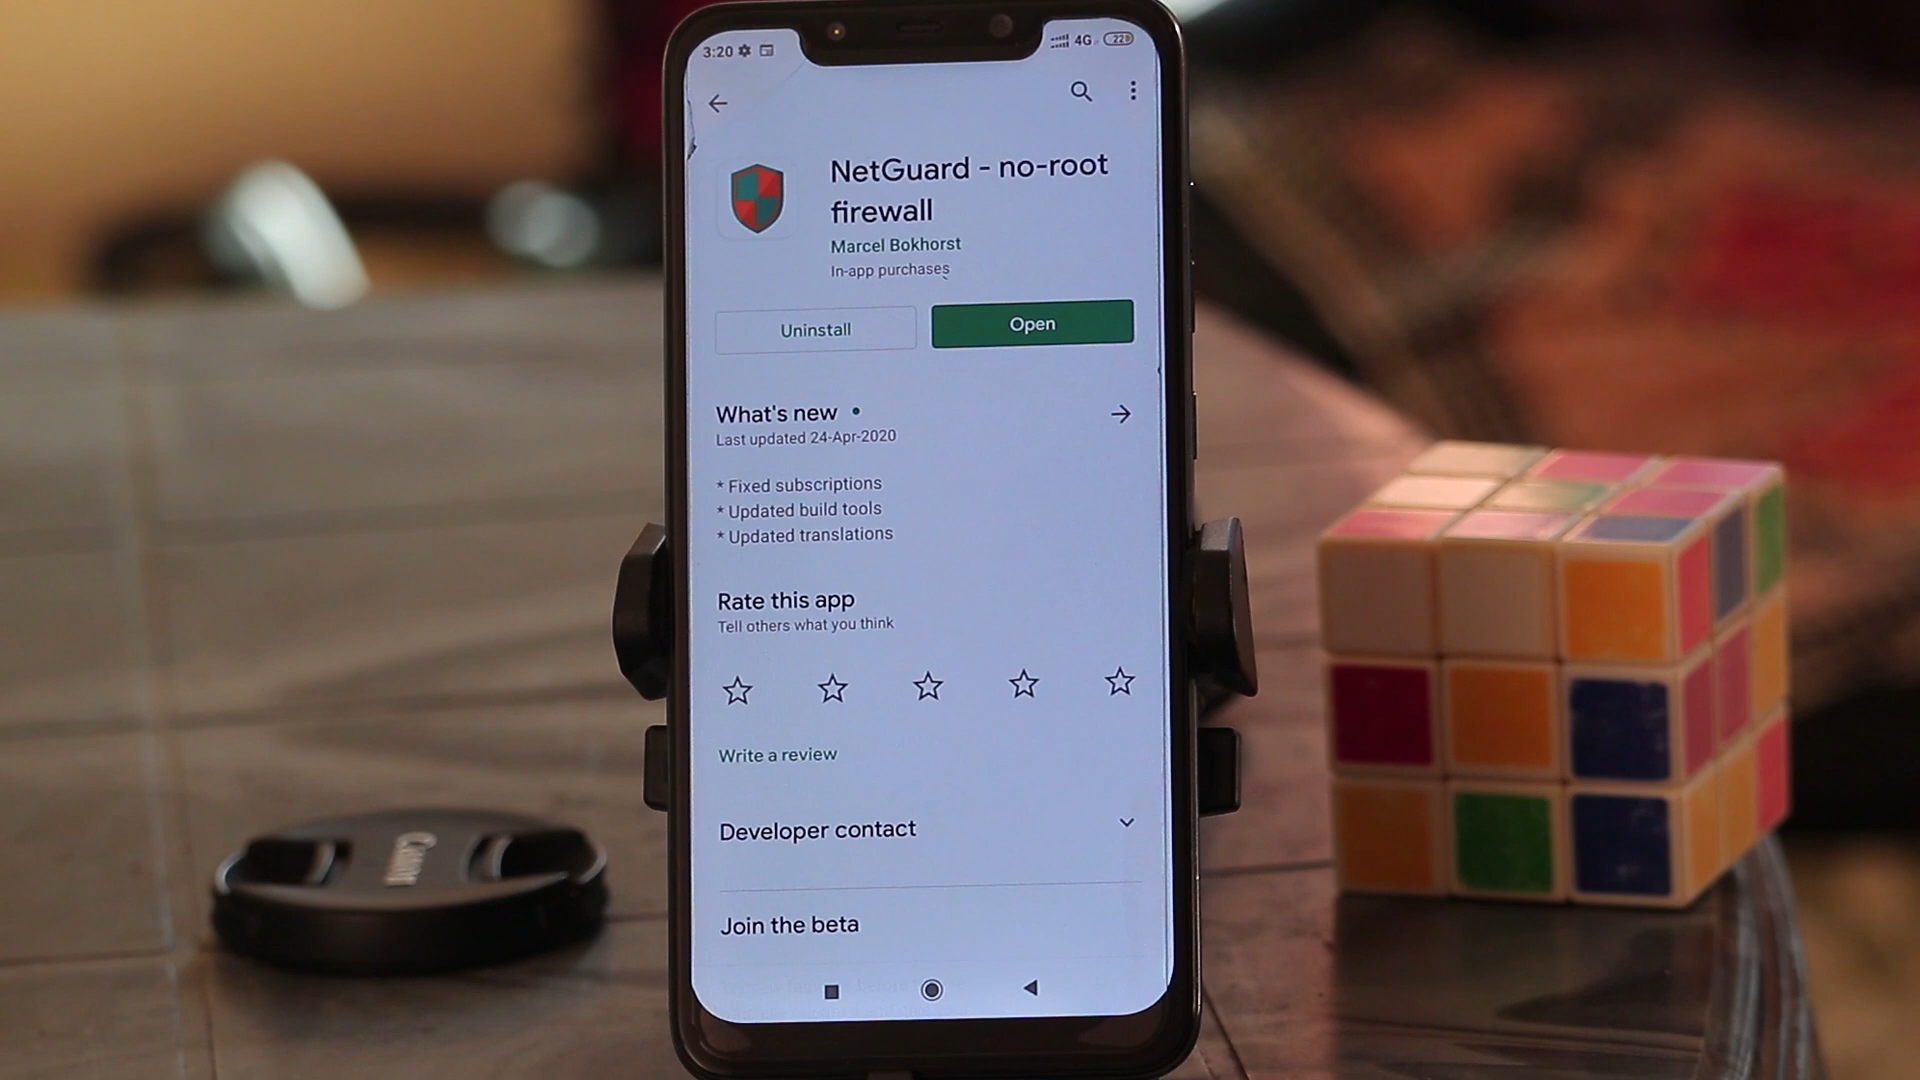 3:20
4G 22
NetGuard - no-root
firewall
Marcel Bokhorst
In-app purchases
Uninstall
Open
What's new
Last updated 24-Apr-2020
* Fixed subscriptions
* Updated build tools
* Updated translations
Rate this app
Tell others what you think
Write a review
Developer contact
Join the beta
Canon